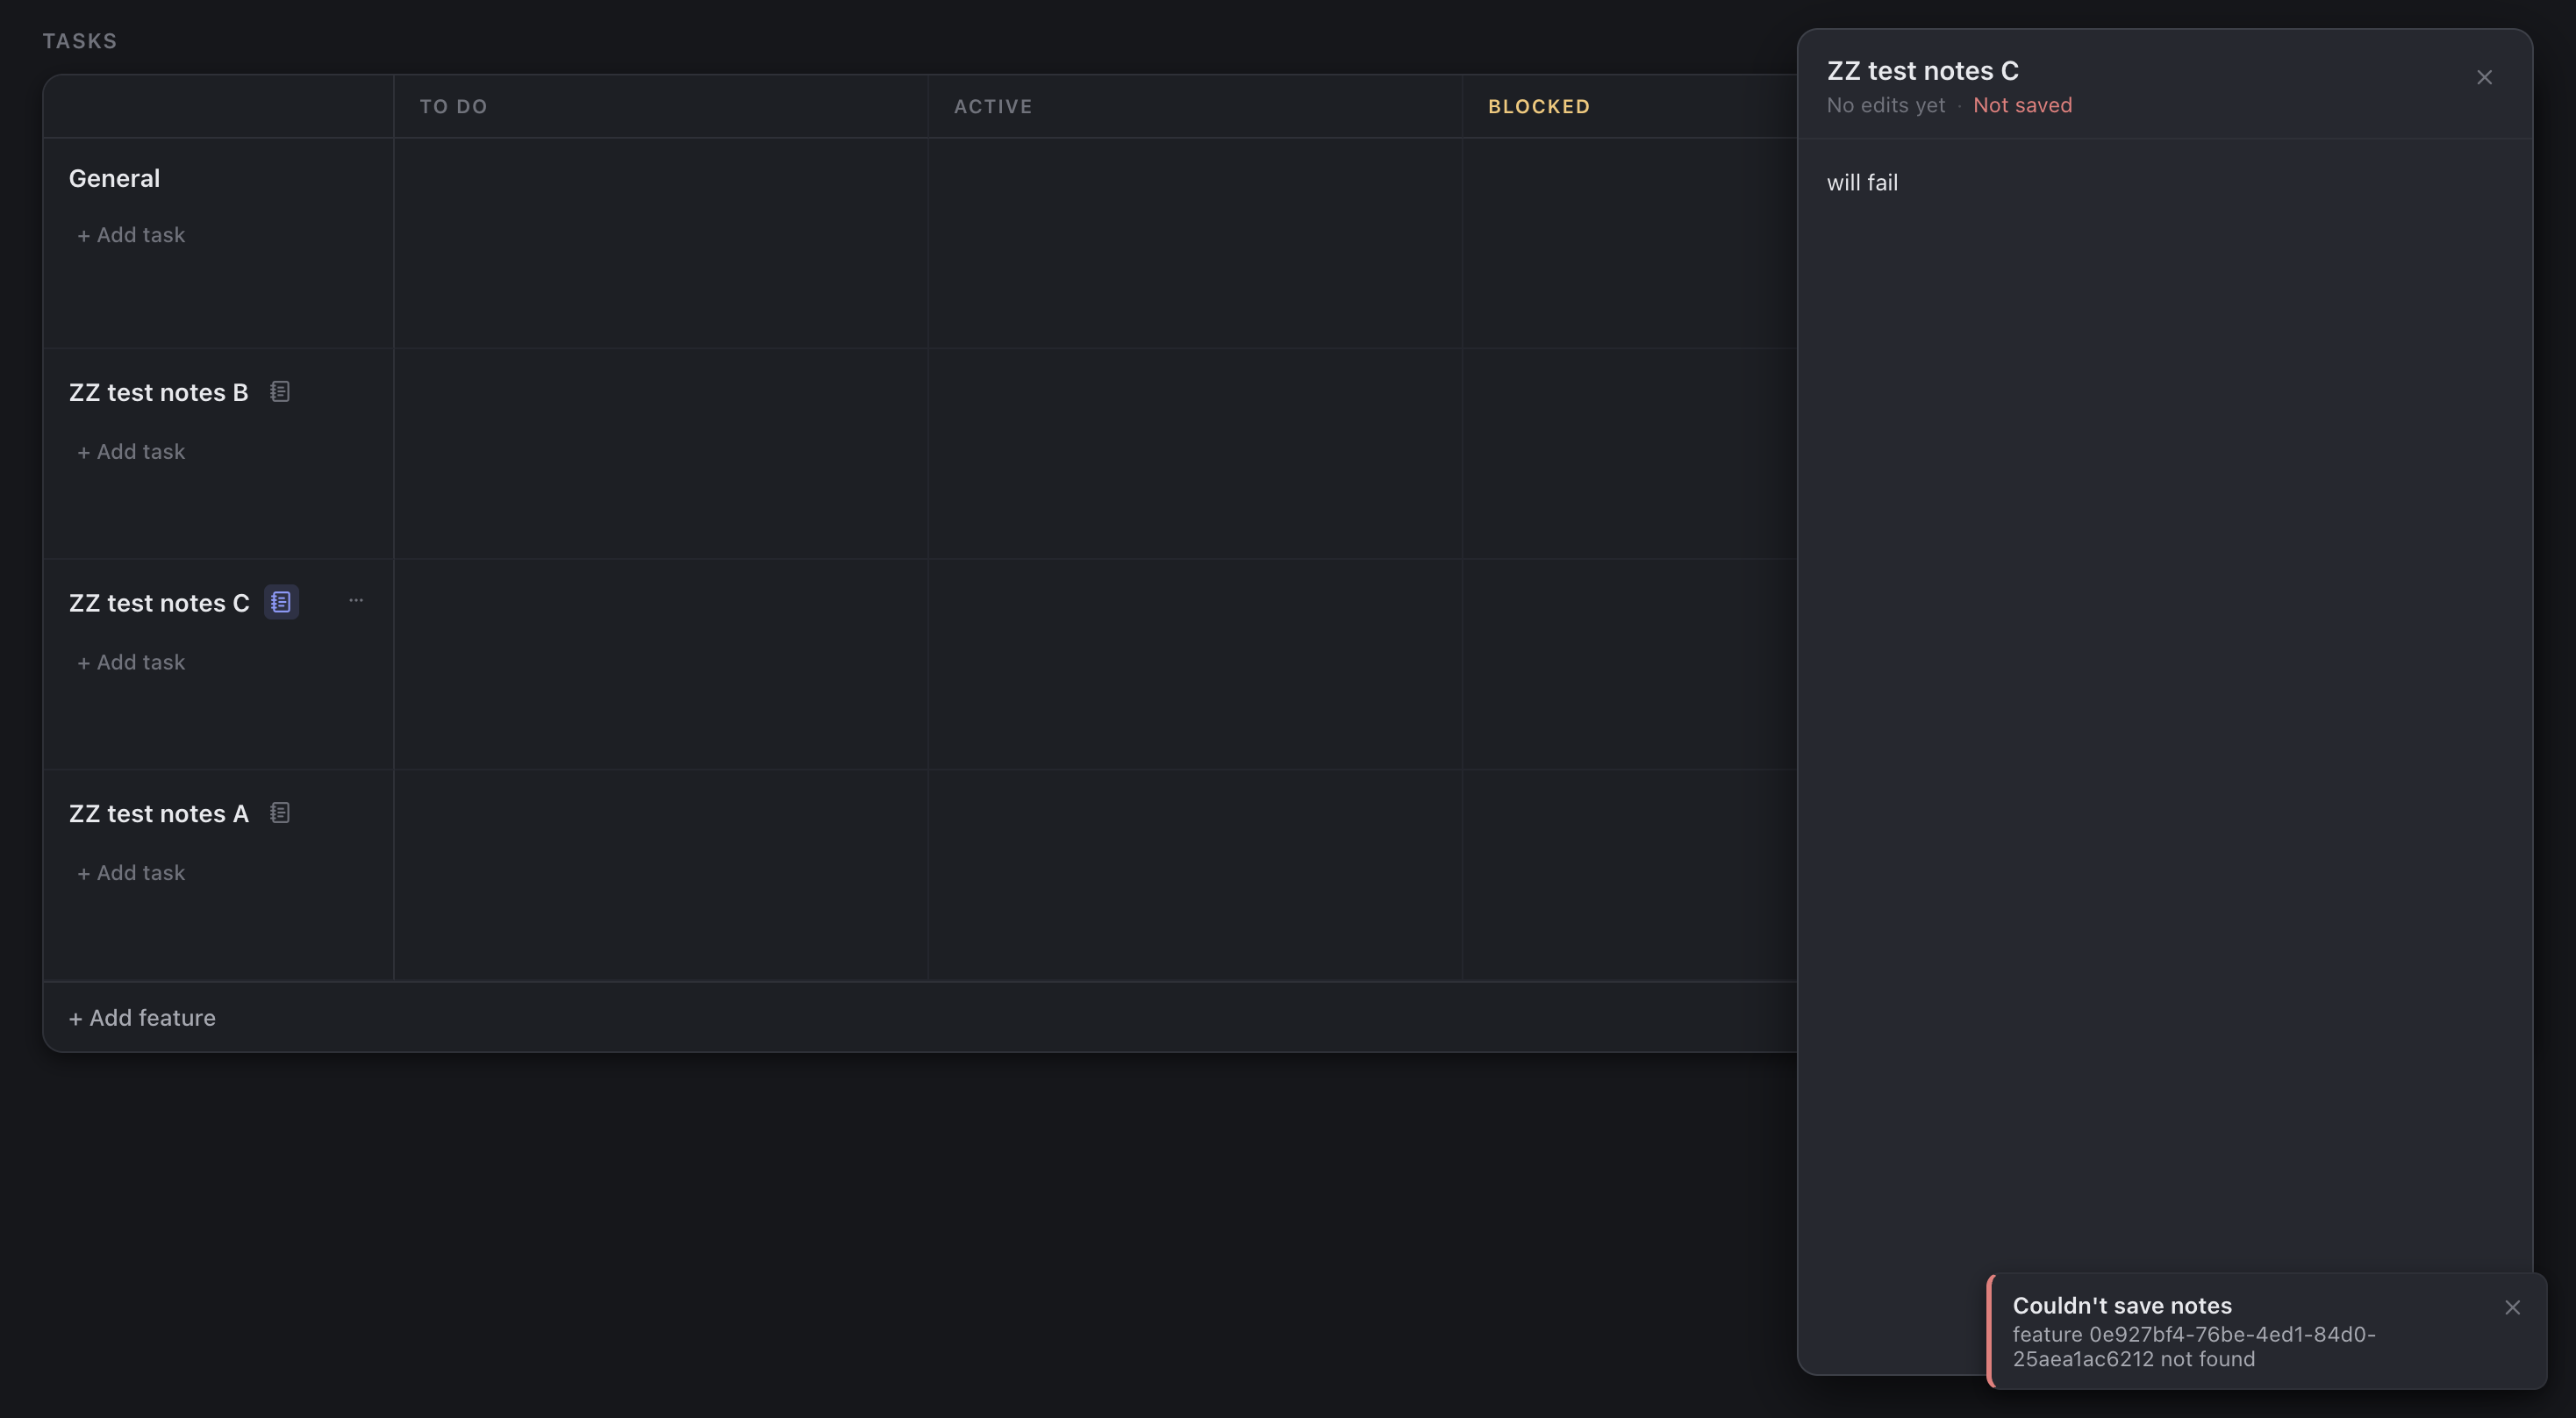 TASKS
TO DO
ACTIVE
BLOCKED
General
+ Add task
ZZ test notes B
+ Add task
ZZ test notes C
+ Add task
ZZ test notes A
+ Add task
+ Add feature
ZZ test notes C
No edits yet · Not saved
will fail
Couldn't save notes
feature 0e927bf4-76be-4ed1-84d0-
25aea1ac6212 not found